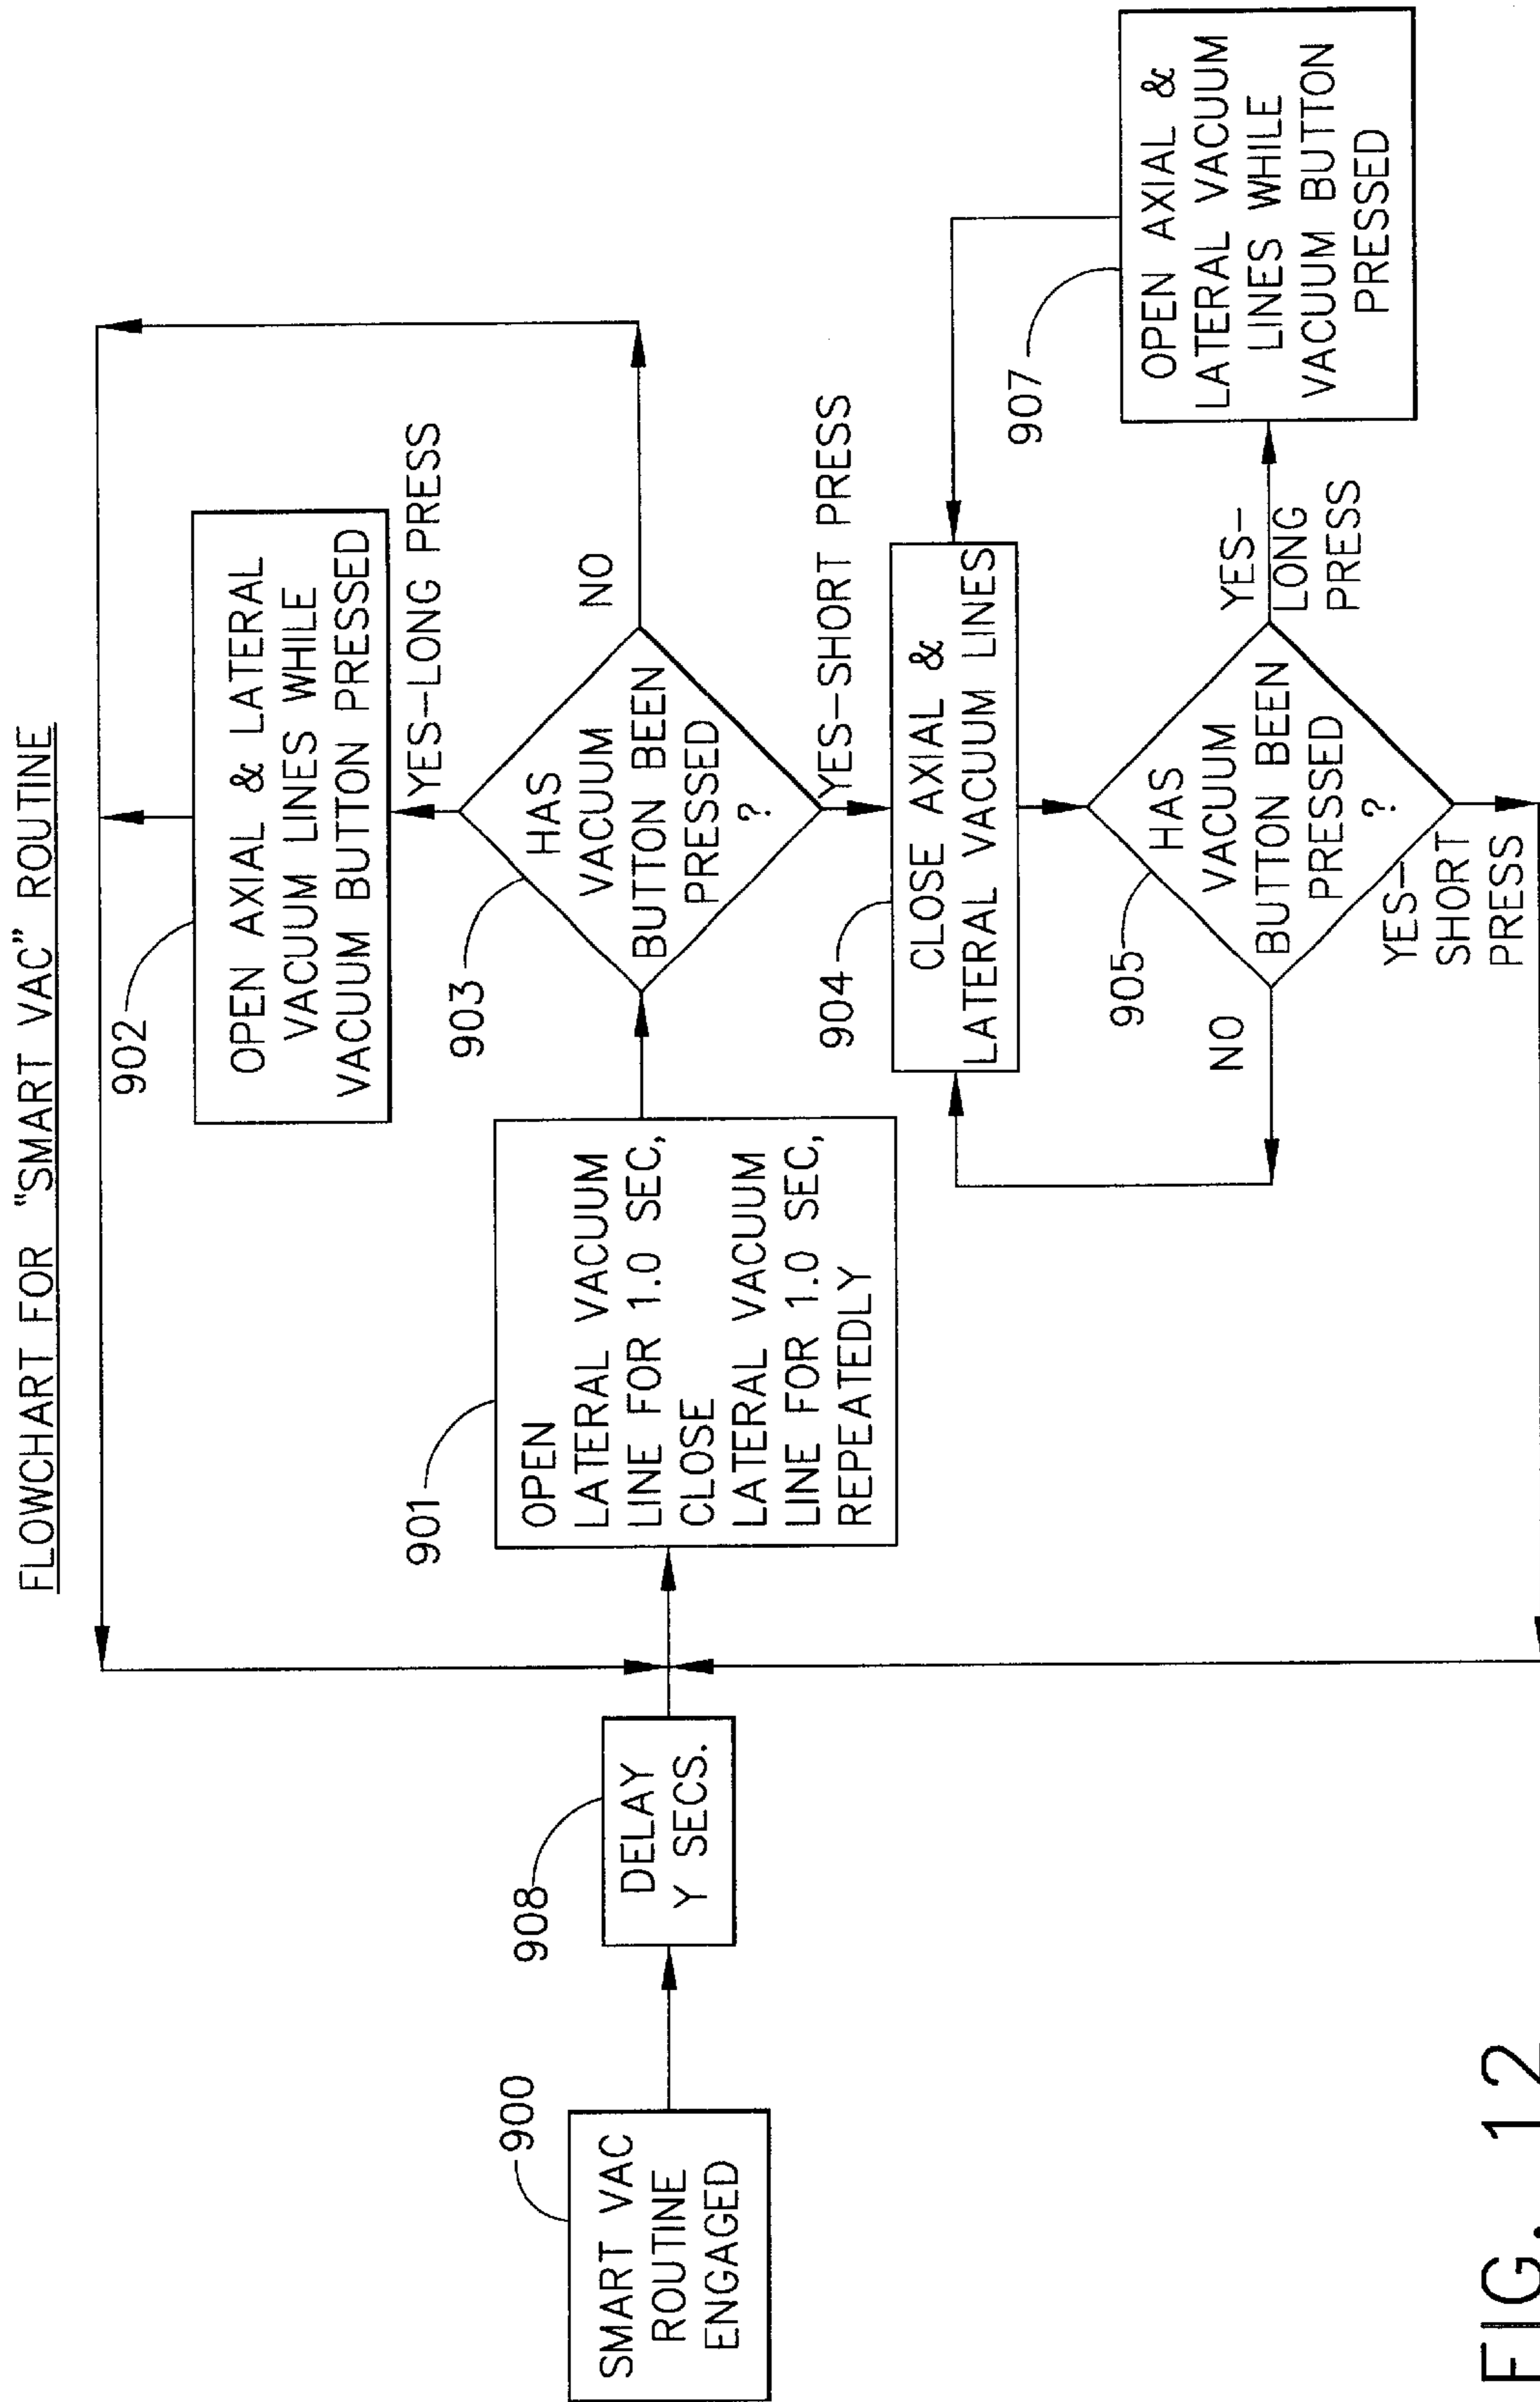 FLOWCHART FOR "SMART VAC" ROUTINE
900
SMART VAC
ROUTINE
ENGAGED
908
DELAY
Y SECS.
901
OPEN
LATERAL VACUUM
LINE FOR 1.0 SEC,
CLOSE
LATERAL VACUUM
LINE FOR 1.0 SEC,
REPEATEDLY
902
OPEN AXIAL & LATERAL
VACUUM LINES WHILE
VACUUM BUTTON PRESSED
YES-LONG PRESS
903
HAS
VACUUM
BUTTON BEEN
PRESSED
?
NO
YES-SHORT PRESS
904
CLOSE AXIAL &
LATERAL VACUUM LINES
905
HAS
VACUUM
BUTTON BEEN
PRESSED
?
NO
YES-
SHORT
PRESS
YES-
LONG
PRESS
907
OPEN AXIAL &
LATERAL VACUUM
LINES WHILE
VACUUM BUTTON
PRESSED
FIG. 12